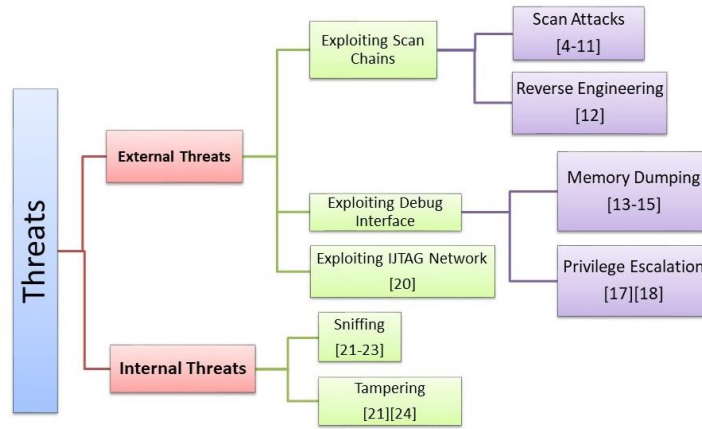 Threats
External Threats
Exploiting Scan
Chains
Scan Attacks
[4-11]
Reverse Engineering
[12]
Exploiting Debug
Interface
Memory Dumping
[13-15]
Privilege Escalation
[17][18]
Exploiting IJTAG Network
[20]
Internal Threats
Sniffing
[21-23]
Tampering
[21][24]